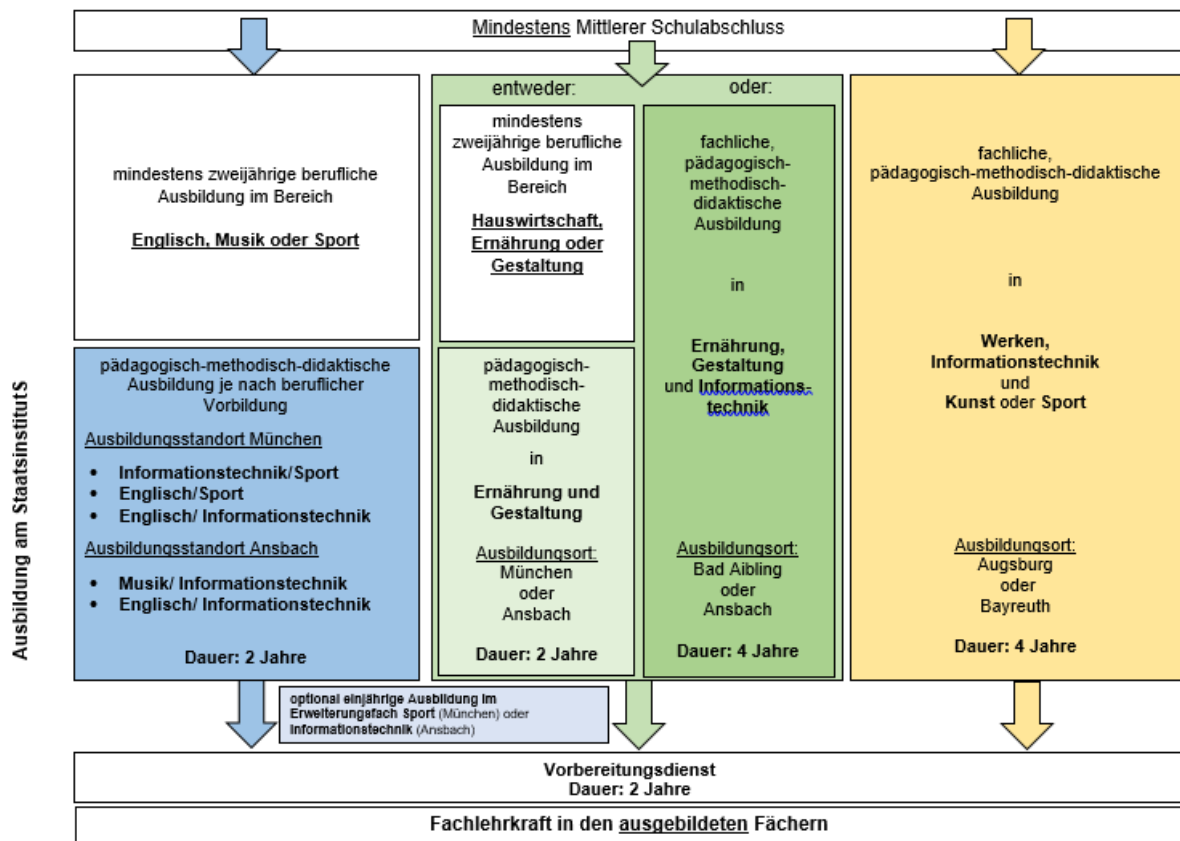 Mindestens Mittlerer Schulabschluss
mindestens zweijährige berufliche
Ausbildung im Bereich
Englisch, Musik oder Sport
entweder:
mindestens
zweijährige berufliche
Ausbildung im
Bereich
Hauswirtschaft,
Ernährung oder
Gestaltung
oder:
fachliche,
pädagogisch-
methodisch-
didaktische
Ausbildung
in
Ernährung,
Gestaltung
und Informations-
technik
Ausbildungsort:
Bad Aibling
oder
Ansbach
Dauer: 4 Jahre
fachliche,
pädagogisch-methodisch-didaktische
Ausbildung
in
Werken,
Informationstechnik
und
Kunst oder Sport
Ausbildungsort:
Augsburg
oder
Bayreuth
Dauer: 4 Jahre
Ausbildung am StaatsinstitutS
pädagogisch-methodisch-didaktische
Ausbildung je nach beruflicher
Vorbildung
Ausbildungsstandort München
• Informationstechnik/Sport
• Englisch/Sport
• Englisch/ Informationstechnik
Ausbildungsstandort Ansbach
• Musik/ Informationstechnik
• Englisch/ Informationstechnik
Dauer: 2 Jahre
pädagogisch-
methodisch-
didaktische
Ausbildung
in
Ernährung und
Gestaltung
Ausbildungsort:
München
oder
Ansbach
Dauer: 2 Jahre
optional einjährige Ausbildung im
Erweiterungsfach Sport (München) oder
Informationstechnik (Ansbach)
Vorbereitungsdienst
Dauer: 2 Jahre
Fachlehrkraft in den ausgebildeten Fächern